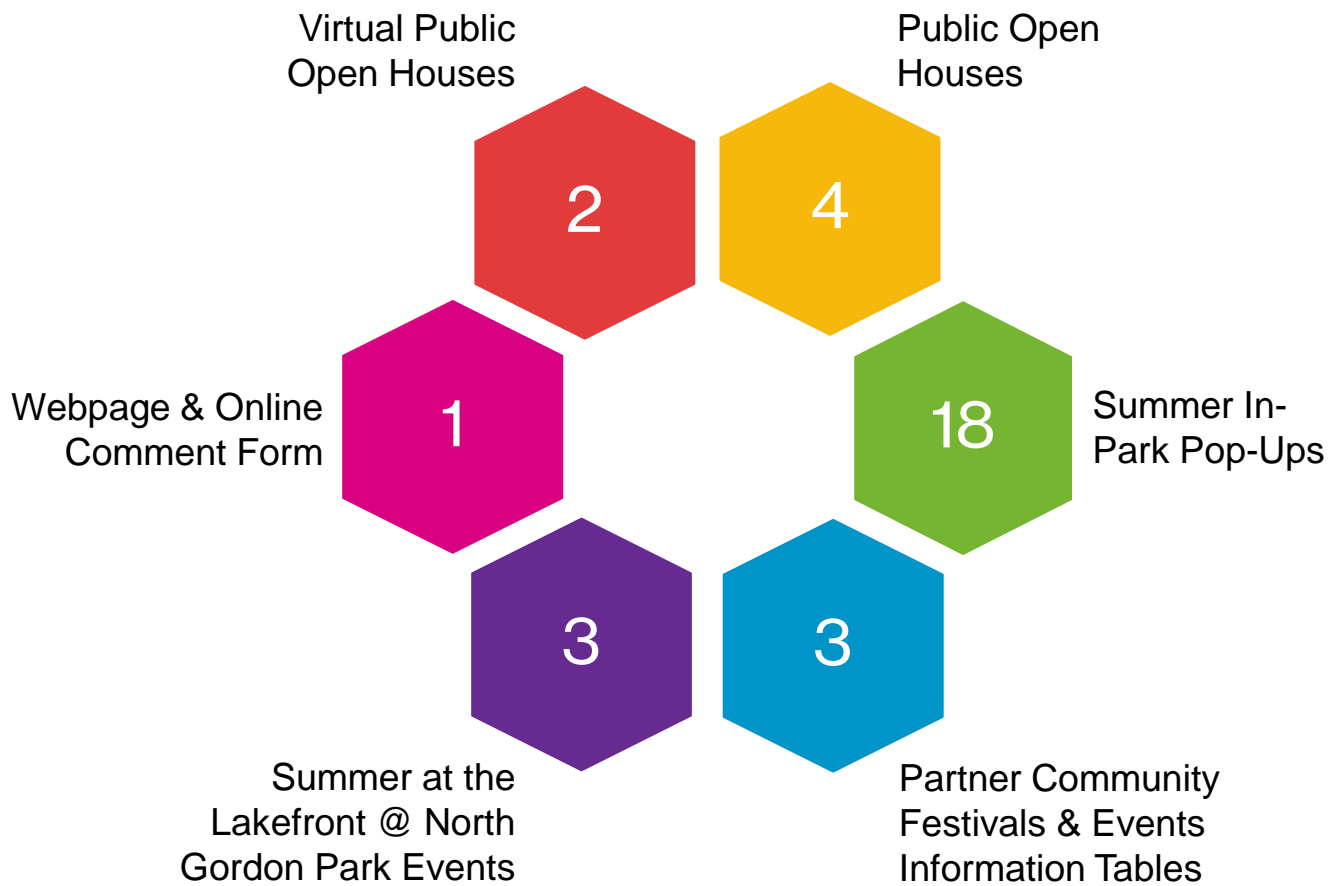 Virtual Public
Open Houses
Public Open
Houses
2
4
Webpage & Online
Comment Form
1
18
Summer In-
Park Pop-Ups
3
3
Summer at the
Lakefront @ North
Gordon Park Events
Partner Community
Festivals & Events
Information Tables